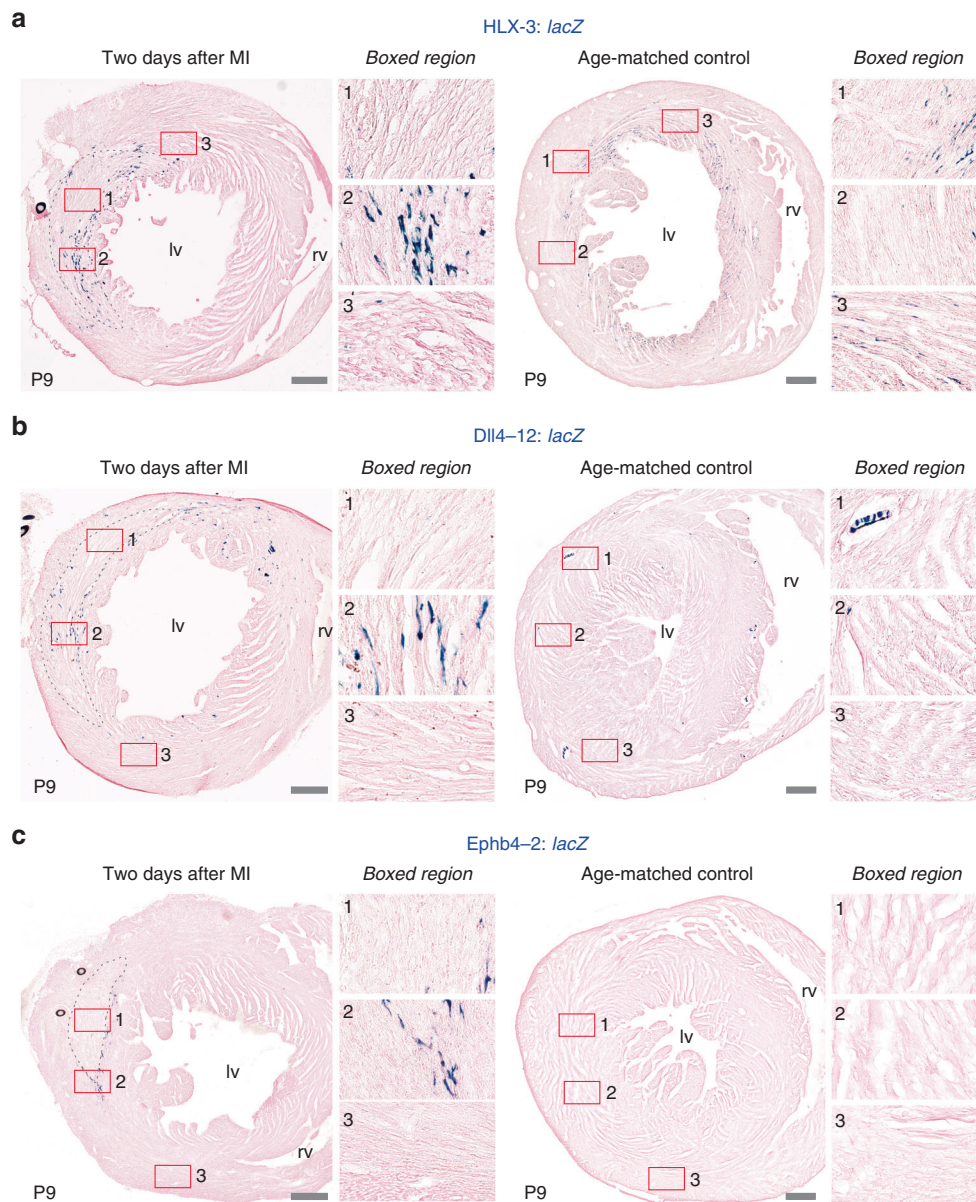 a
HLX-3: lacZ
Two days after MI Boxed region Age-matched control Boxed region
1 2 3 lv rv P9
1
2
3
1 2 3 lv rv
1
2
3
b
Dll4–12: lacZ
Two days after MI Boxed region Age-matched control Boxed region
1 2 3 lv rv P9
1
2
3
1 2 3 lv rv P9
1
2
3
c
Ephb4–2: lacZ
Two days after MI Boxed region Age-matched control Boxed region
1 2 3 lv rv P9
1
2
3
1 2 3 lv rv P9
1
2
3